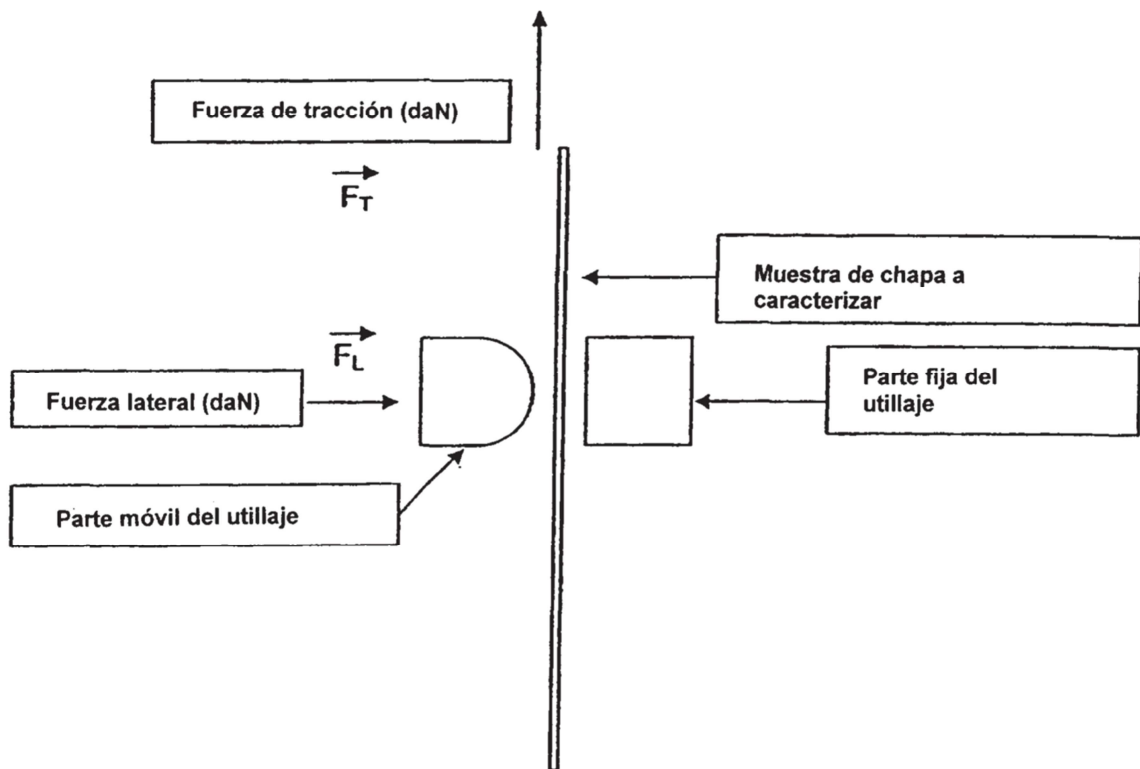 Fuerza de tracción (daN)
F_T
Muestra de chapa a
caracterizar
F_L
Fuerza lateral (daN)
Parte fija del
utillaje
Parte móvil del utillaje